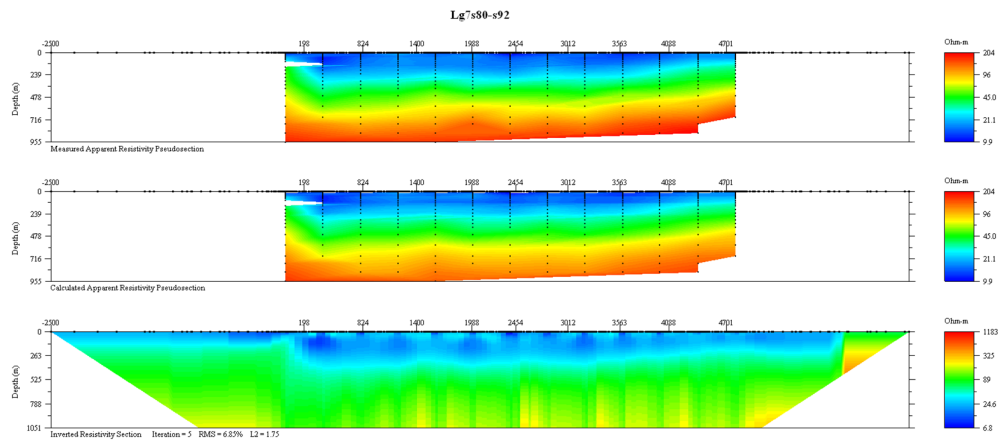 Lg7s80-s92
-2500 198 824 1400 1988 2454 3012 3563 4701
Ohm-m
Depth (m)
0
239
478
716
955
204
96
45.0
21.1
9.9
Measured Apparent Resistivity Pseudosection
-2500 198 824 1400 1988 2454 3012 3563 4701
Ohm-m
Depth (m)
0
239
478
716
955
204
96
45.0
21.1
9.9
Calculated Apparent Resistivity Pseudosection
-2500 198 824 1400 1988 2454 3012 3563 4701
Ohm-m
Depth (m)
0
263
525
788
1051
1183
325
89
24.6
6.8
Inverted Resistivity Section Iteration = 5 RMS = 6.85% L2 = 1.75